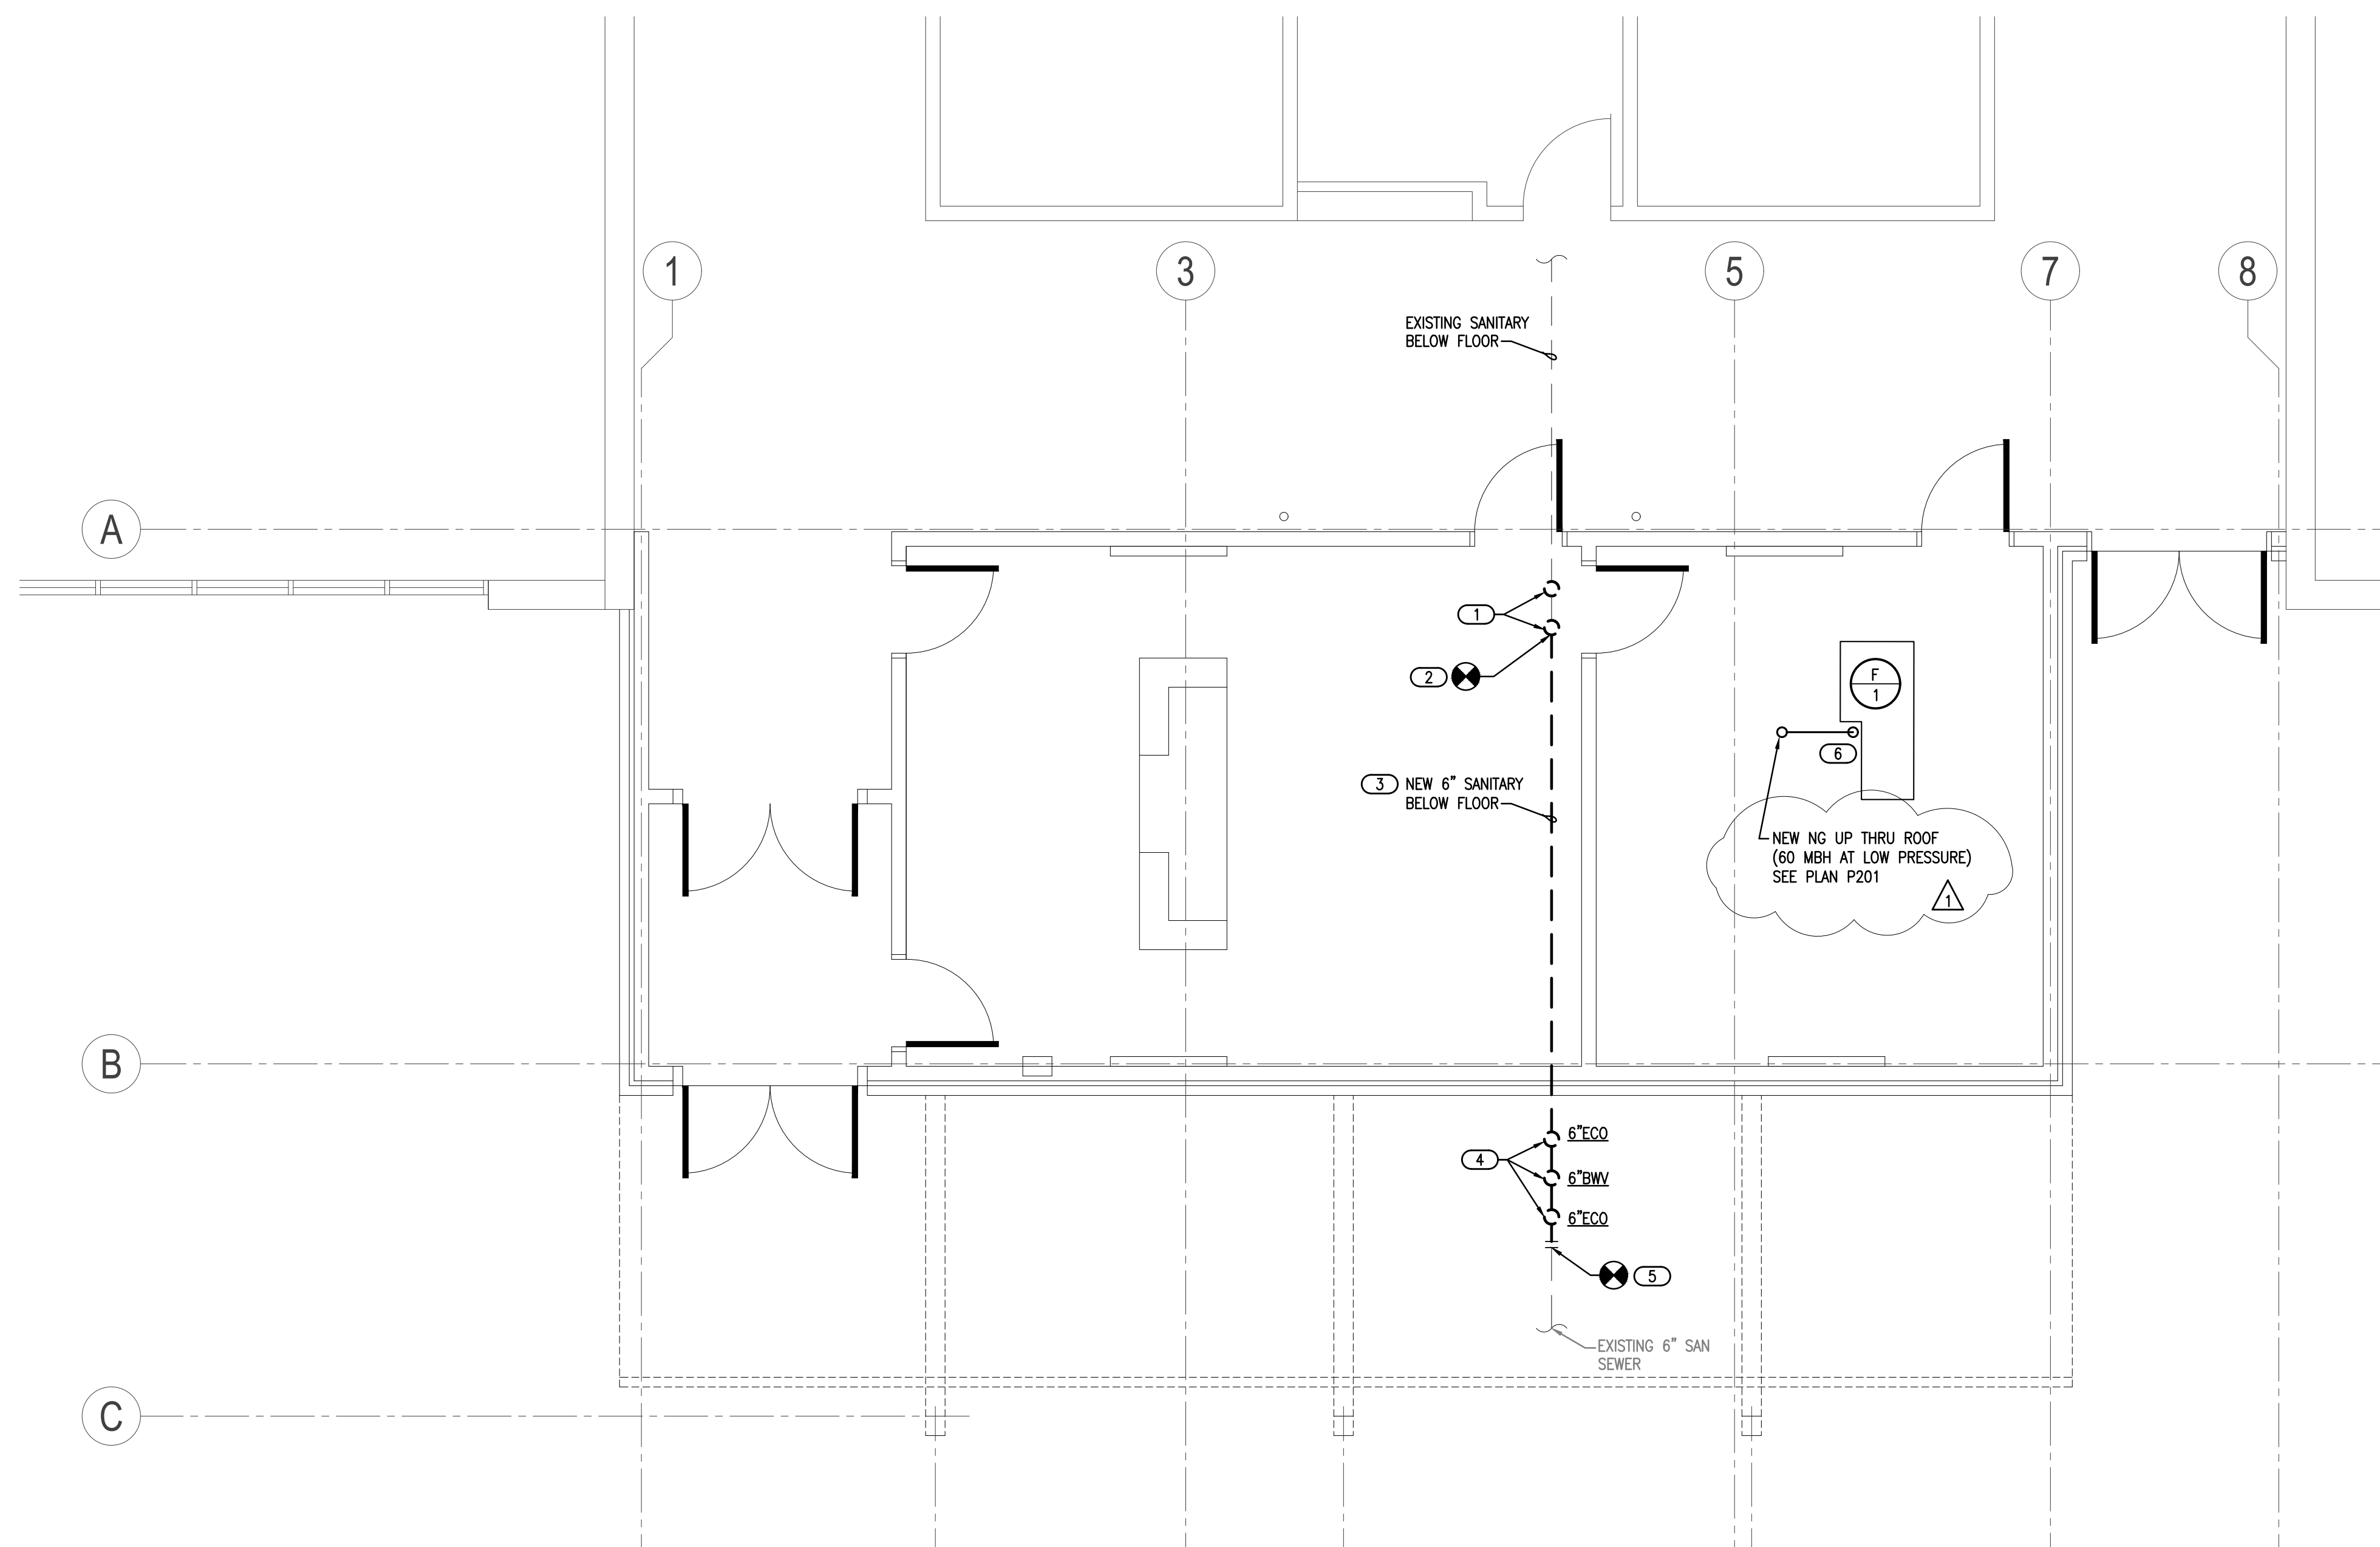 1
3
5
7
8
EXISTING SANITARY
BELOW FLOOR
A
1
2
F
1
6
3 NEW 6" SANITARY
BELOW FLOOR
NEW NG UP THRU ROOF
(60 MBH AT LOW PRESSURE)
SEE PLAN P201
1
B
6"ECO
4
6"BWV
6"ECO
5
EXISTING 6" SAN
SEWER
C